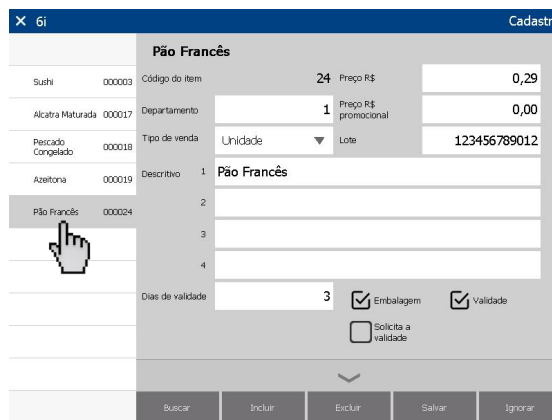 6i
Cadastr
Pão Francês
Sushi 000003
Alcatra Maturada 000017
Pescado
Congelado 000018
Azeitona 000019
Pão Francês 000024
Código do item 24 Preço R$ 0,29
Departamento 1 Preço R$
promocional 0,00
Tipo de venda Unidade Lote 123456789012
Descritivo 1 Pão Francês
2
3
4
Dias de validade 3 Embalagem Validade
Solicita a
validade
Buscar Incluir Excluir Salvar Ignorar